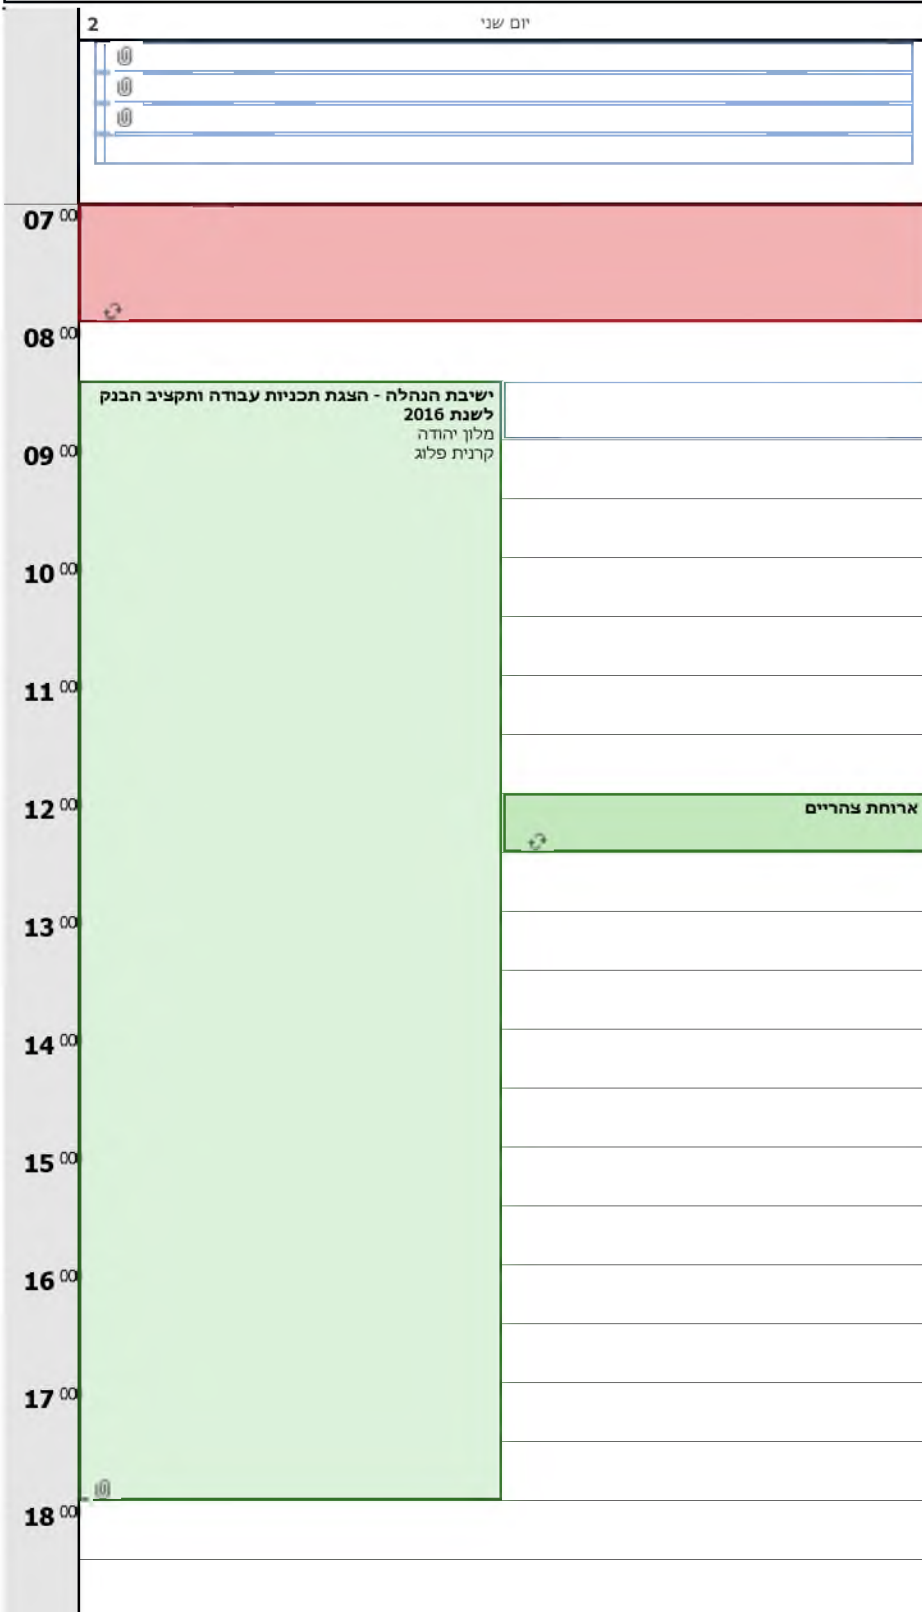 2 יום שני
07 00
08 00
ישיבת הנהלה - הצגת תכניות עבודה ותקציב הבנק
לשנת 2016
מלון יהודה
קרנית פלוג
09 00
10 00
11 00
12 00
ארוחת צהריים
13 00
14 00
15 00
16 00
17 00
18 00